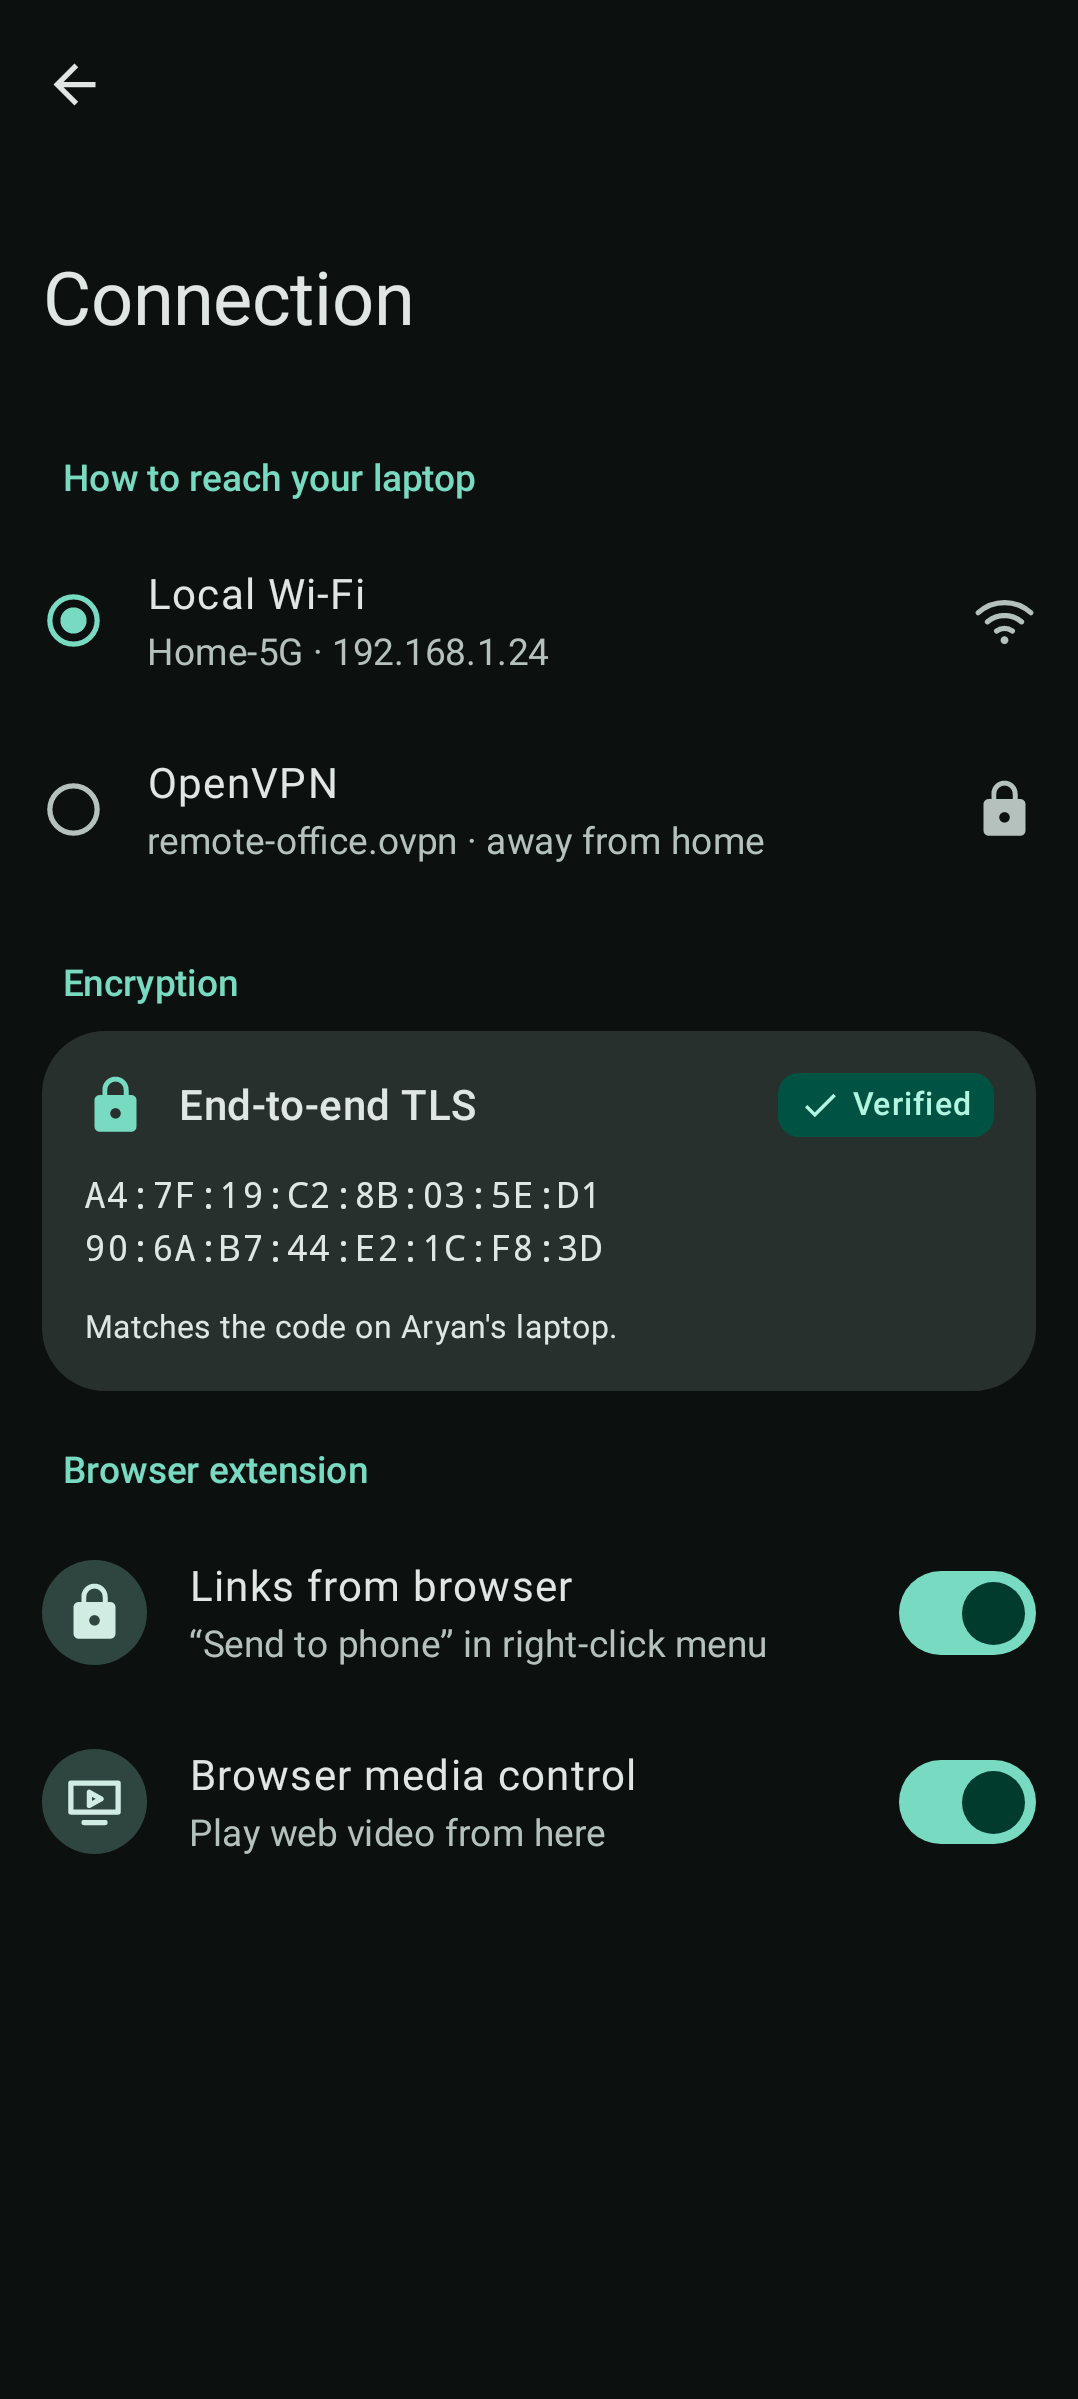 Connection
How to reach your laptop
Local Wi-Fi
Home-5G · 192.168.1.24
OpenVPN
remote-office.ovpn · away from home
Encryption
End-to-end TLS
Verified
A4:7F:19:C2:8B:03:5E:D1
90:6A:B7:44:E2:1C:F8:3D
Matches the code on Aryan's laptop.
Browser extension
Links from browser
“Send to phone” in right-click menu
Browser media control
Play web video from here